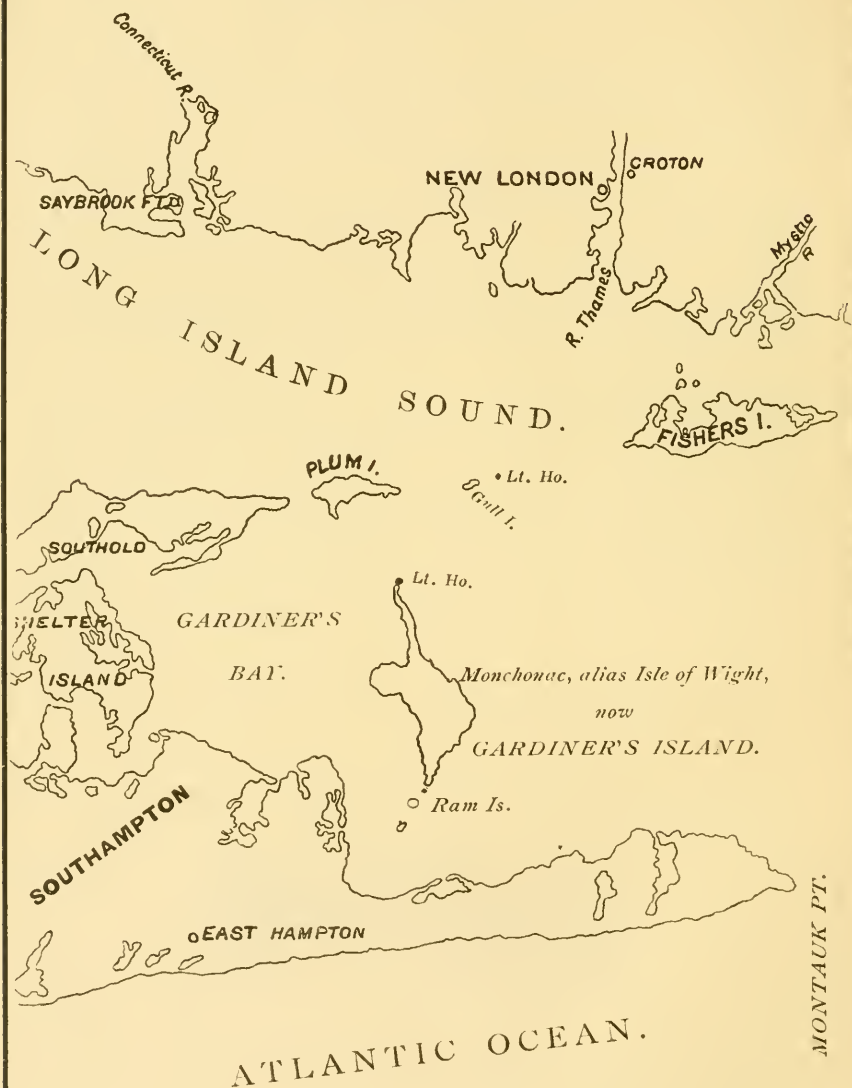 Connecticut R.
NEW LONDON
GROTON
SAYBROOK FT.
Mystic
R
R. Thames
LONG ISLAND SOUND.
FISHERS I.
PLUM I.
Lt. Ho.
Gull I.
SOUTHOLD
Lt. Ho.
SHELTER
ISLAND
GARDINER'S
BAY.
Monchonac, alias Isle of Wight,
now
GARDINER'S ISLAND.
Ram Is.
SOUTHAMPTON
EAST HAMPTON
MONTAUK PT.
ATLANTIC OCEAN.